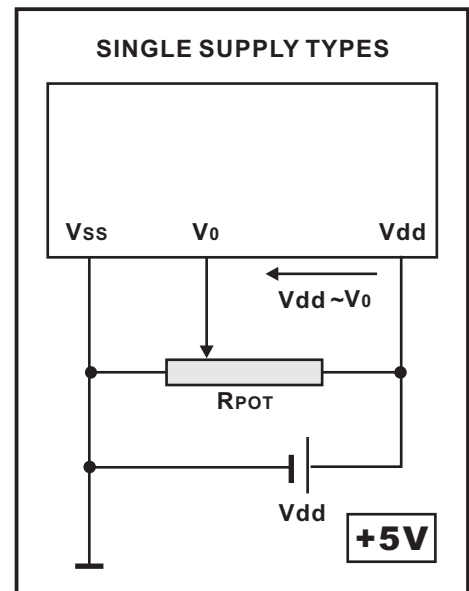 SINGLE SUPPLY TYPES
VSS V0 Vdd
Vdd ~V0
RPOT
Vdd
+5V